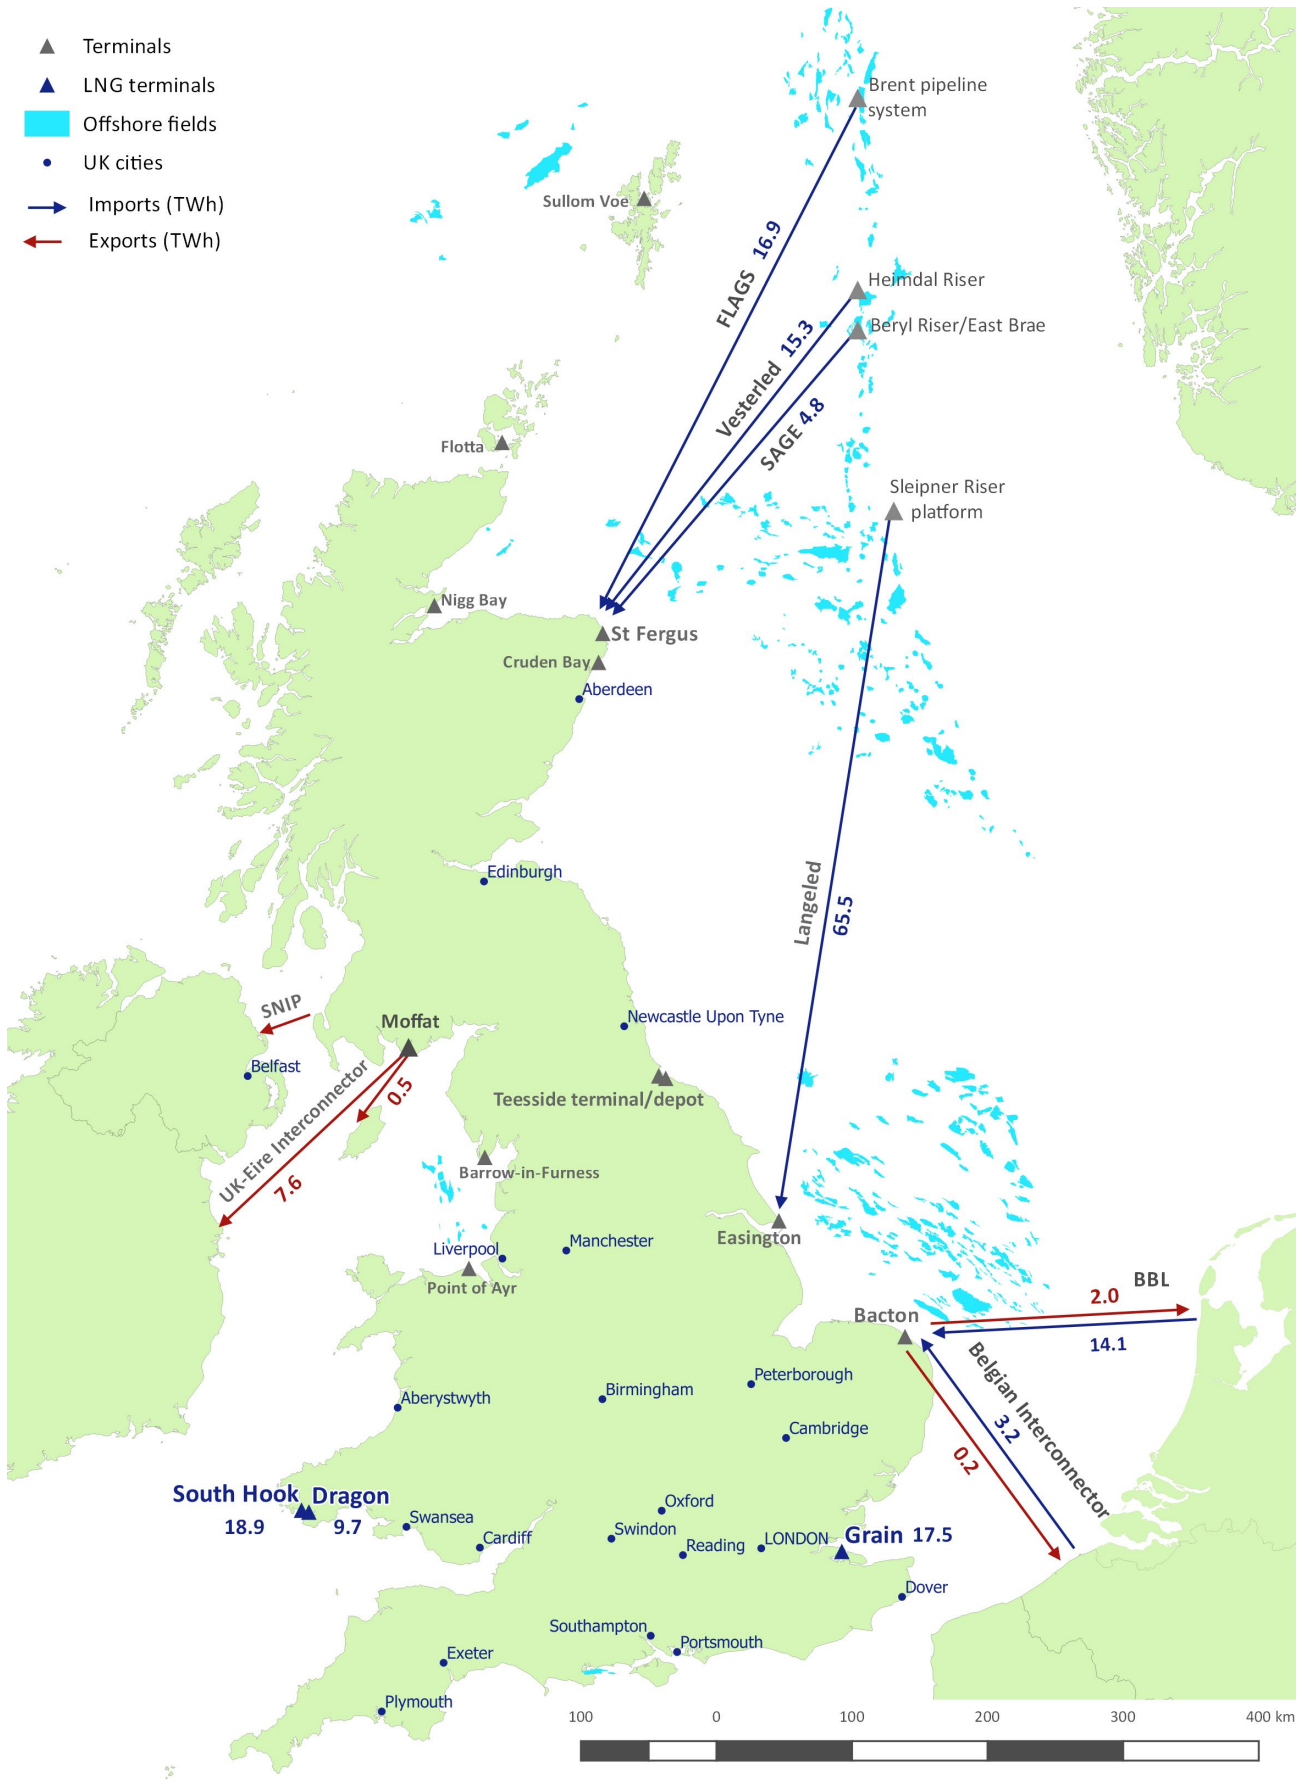 Terminals
LNG terminals
Offshore fields
UK cities
Imports (TWh)
Exports (TWh)
Brent pipeline
system
Sullom Voe
FLAGS 16.9
Heimdal Riser
Beryl Riser/East Brae
Vesterled 15.3
SAGE 4.8
Flotta
Sleipner Riser
platform
Nigg Bay
St Fergus
Cruden Bay
Aberdeen
Edinburgh
Langeled
65.5
SNIP
Moffat
Newcastle Upon Tyne
Belfast
0.5
Teesside terminal/depot
UK-Eire Interconnector
7.6
Barrow-in-Furness
Easington
Manchester
Liverpool
Point of Ayr
BBL
2.0
14.1
Bacton
Belgian Interconnector
3.2
0.2
Peterborough
Birmingham
Aberystwyth
Cambridge
South Hook
18.9
Dragon
9.7
Swansea
Cardiff
Oxford
Swindon
Reading
LONDON
Grain 17.5
Dover
Southampton
Portsmouth
Exeter
Plymouth
100 0 100 200 300 400 km